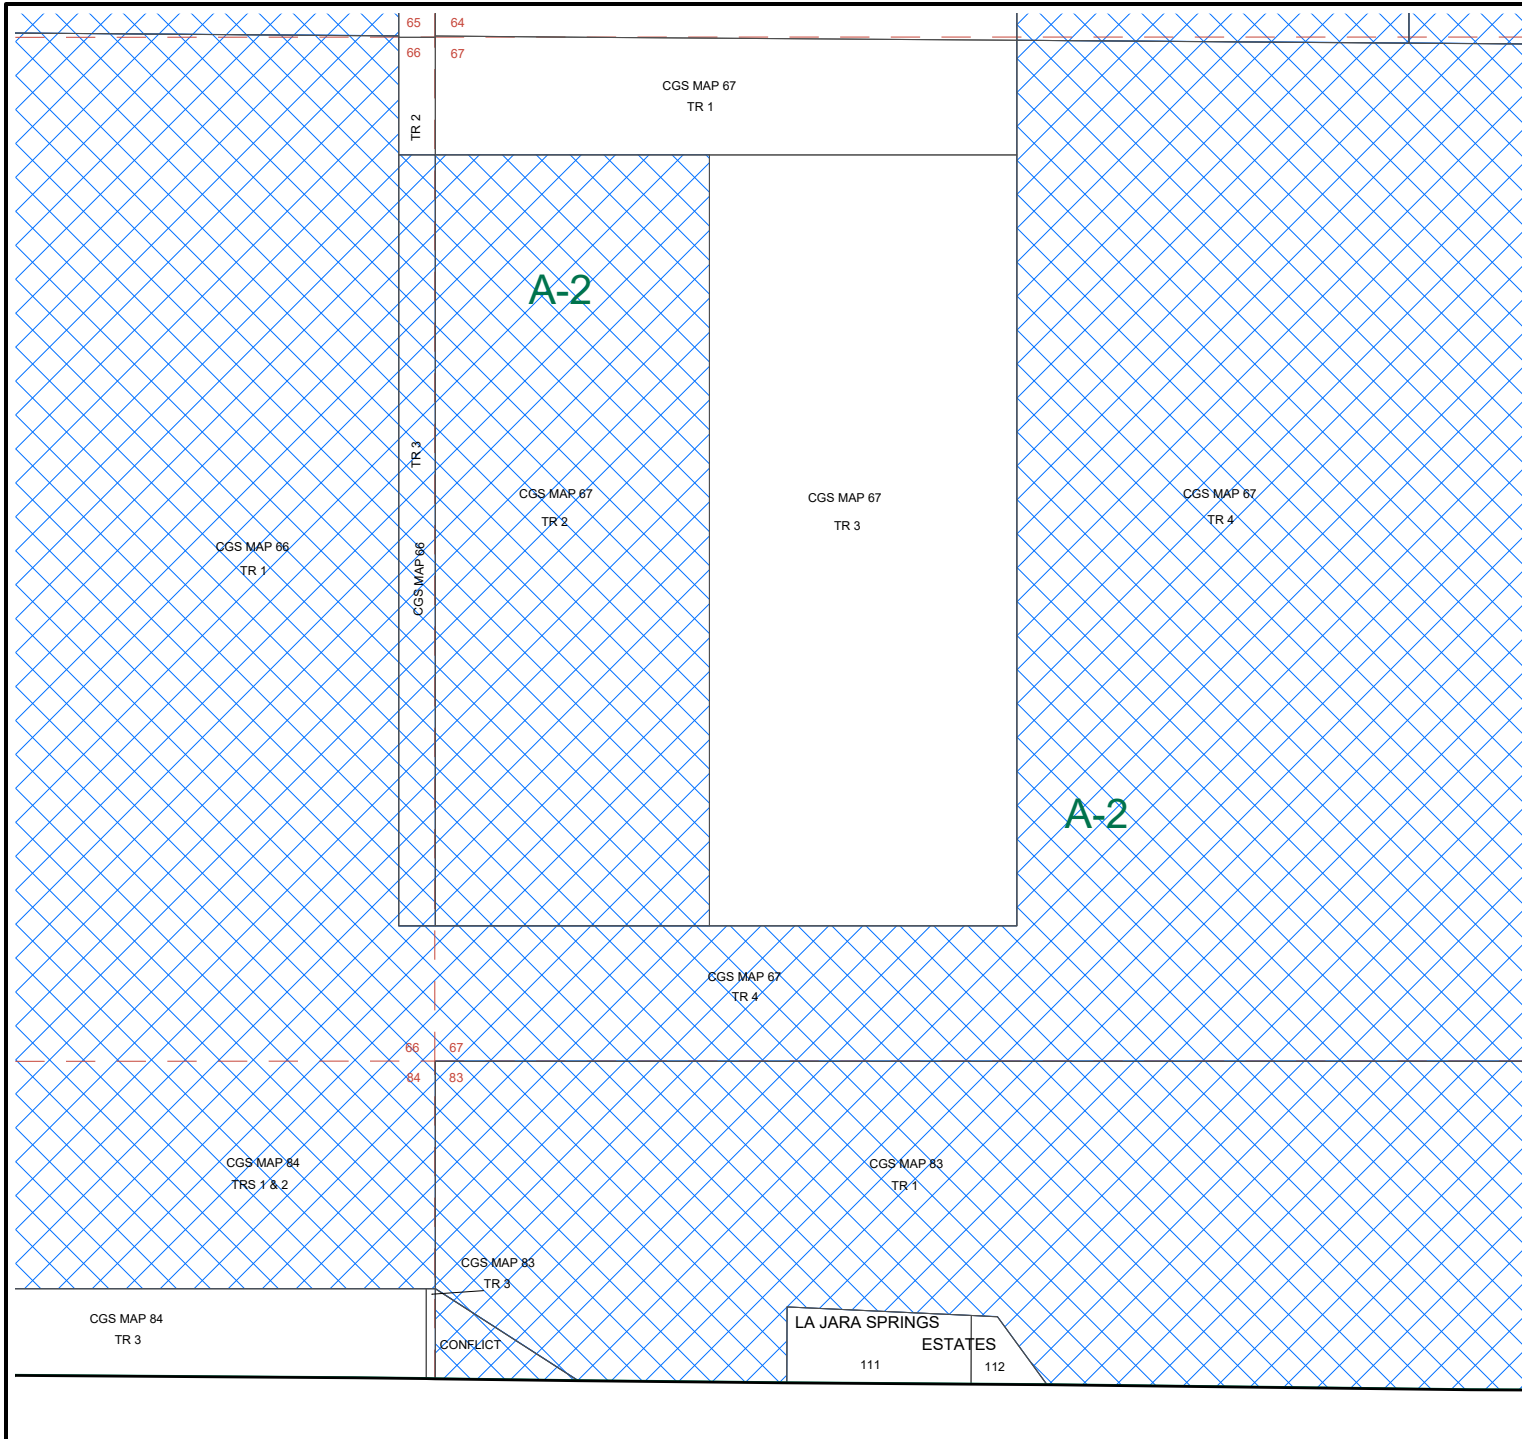 65 64
66 67
CGS MAP 67
TR 1
TR 2
A-2
TR 3
CGS MAP 66
CGS MAP 67
TR 2
CGS MAP 67
TR 3
CGS MAP 67
TR 4
CGS MAP 66
TR 1
A-2
CGS MAP 67
TR 4
66 67
84 83
CGS MAP 84
TRS 1 & 2
CGS MAP 83
TR 1
CGS MAP 83
TR 3
CGS MAP 84
TR 3
CONFLICT
LA JARA SPRINGS
ESTATES
111
112